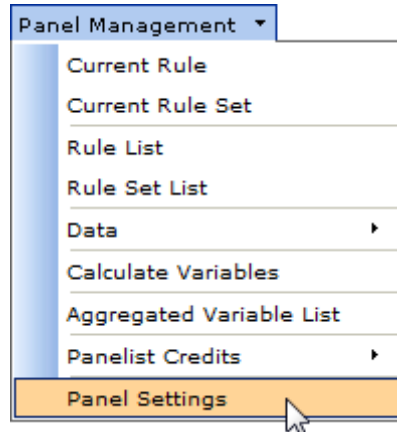 Panel Management
Current Rule
Current Rule Set
Rule List
Rule Set List
Data
Calculate Variables
Aggregated Variable List
Panelist Credits
Panel Settings